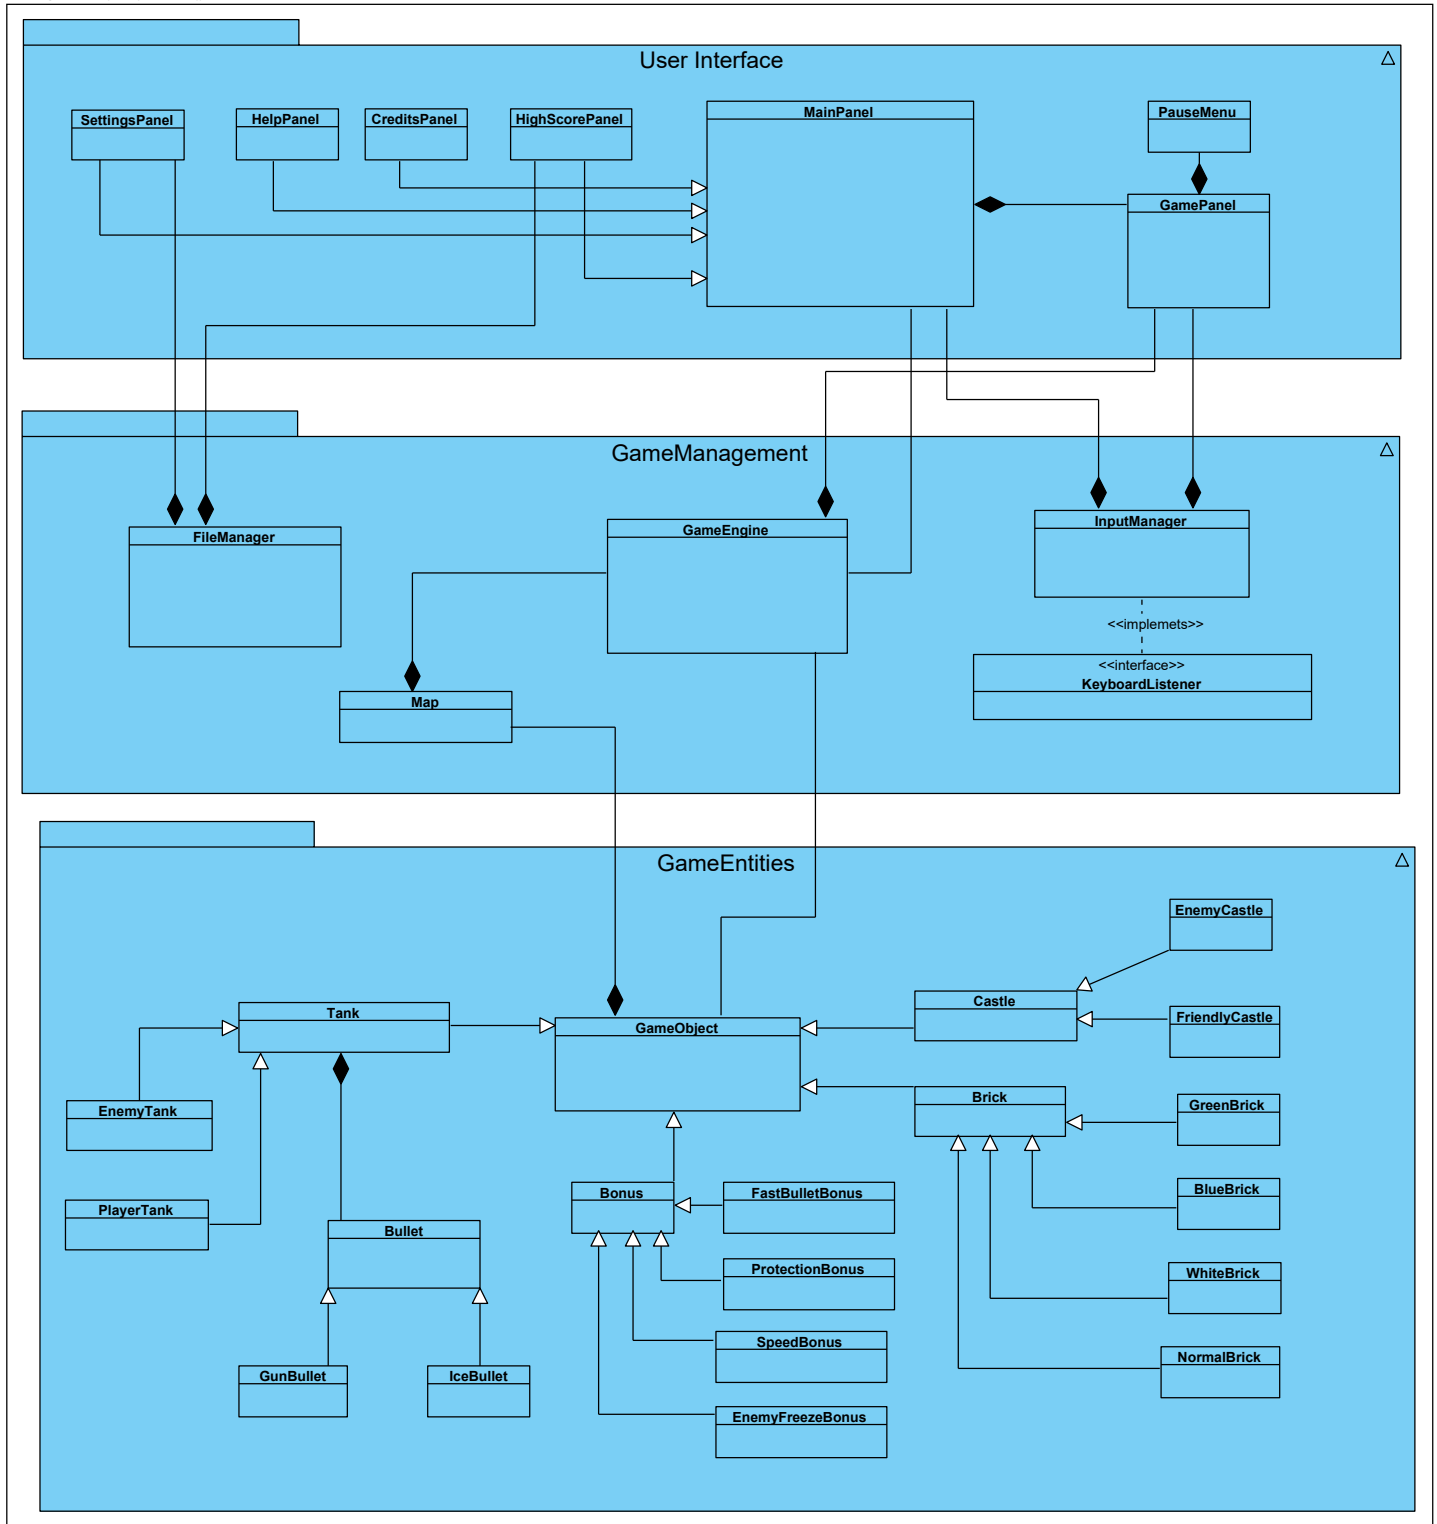 User Interface
SettingsPanel
HelpPanel
CreditsPanel
HighScorePanel
MainPanel
PauseMenu
GamePanel
GameManagement
FileManager
GameEngine
InputManager
<<implemets>>
<<interface>>
KeyboardListener
Map
GameEntities
EnemyCastle
Tank
GameObject
Castle
FriendlyCastle
EnemyTank
Brick
GreenBrick
PlayerTank
Bullet
Bonus
FastBulletBonus
BlueBrick
ProtectionBonus
WhiteBrick
SpeedBonus
NormalBrick
GunBullet
IceBullet
EnemyFreezeBonus